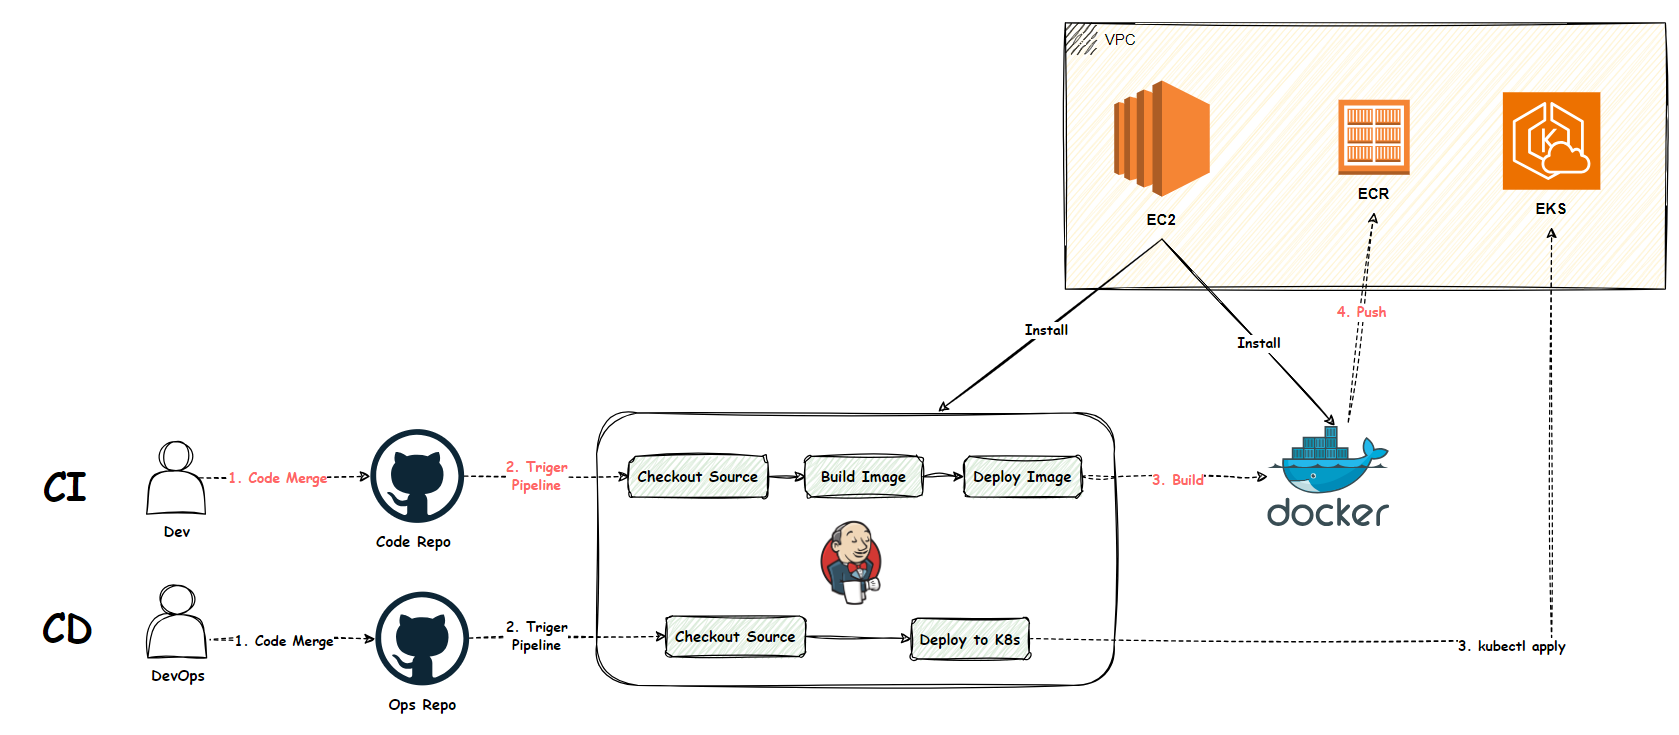 VPC
EC2
ECR
EKS
Install
Install
4. Push
CI
Dev
1. Code Merge
Code Repo
2. Triger
Pipeline
Checkout Source
Build Image
Deploy Image
3. Build
docker
CD
DevOps
1. Code Merge
Ops Repo
2. Triger
Pipeline
Checkout Source
Deploy to K8s
3. kubectl apply